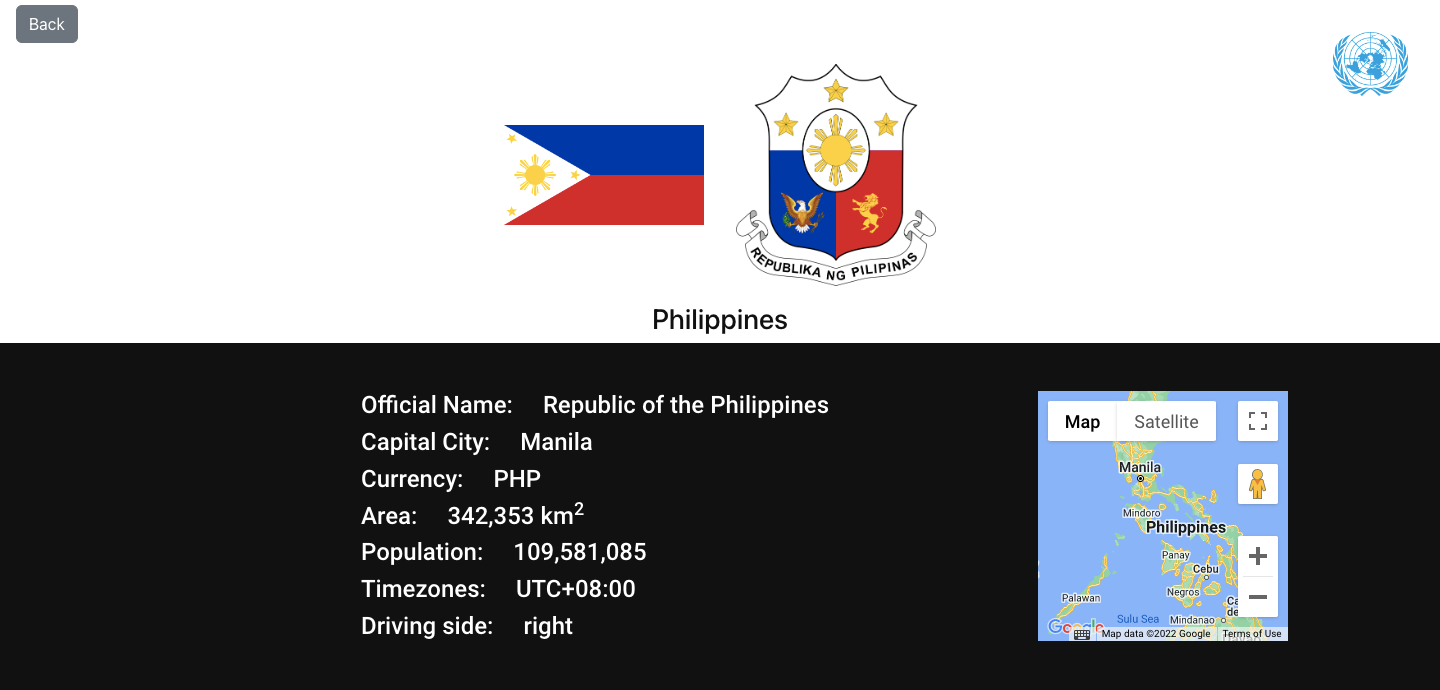 Back
REPUBLIKA NG PILIPINAS
Philippines
Official Name: Republic of the Philippines
Capital City: Manila
Currency: PHP
Area: 342,353 km²
Population: 109,581,085
Timezones: UTC+08:00
Driving side: right
Map Satellite
Manila
Mindoro
Philippines
Panay
Cebu
Negros
Palawan
Sulu Sea
Mindanao
Google
Map data ©2022 Google
Terms of Use